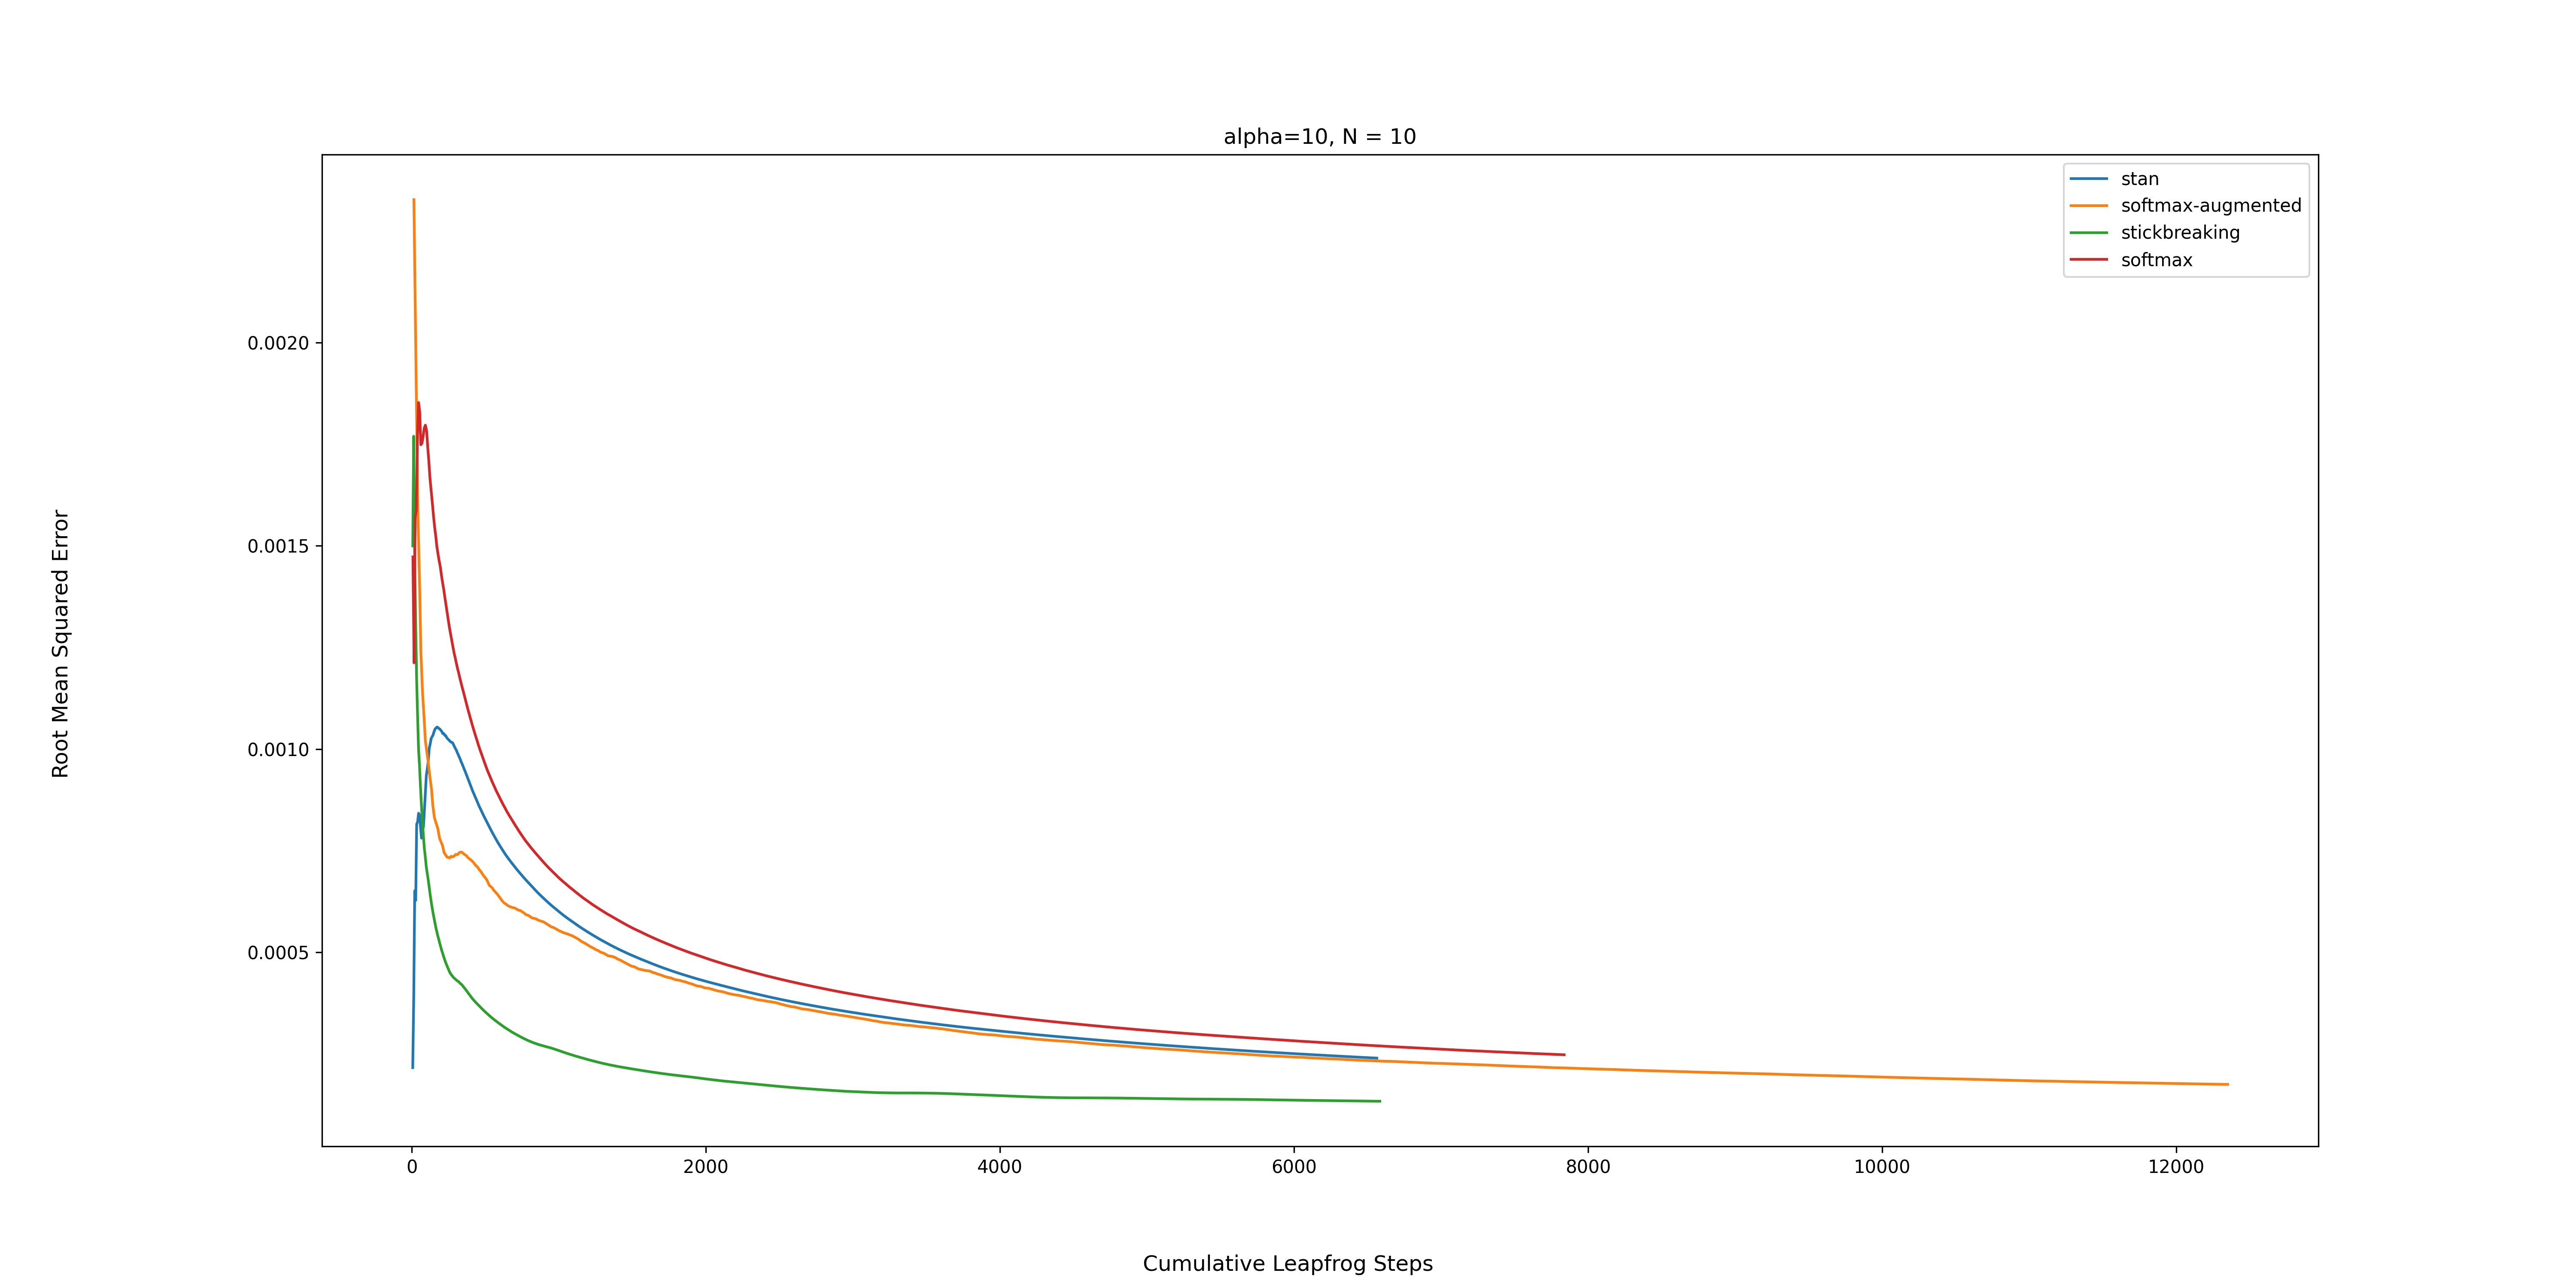 alpha=10, N = 10
stan
softmax-augmented
stickbreaking
softmax
Root Mean Squared Error
0.0020
0.0015
0.0010
0.0005
0 2000 4000 6000 8000 10000 12000
Cumulative Leapfrog Steps